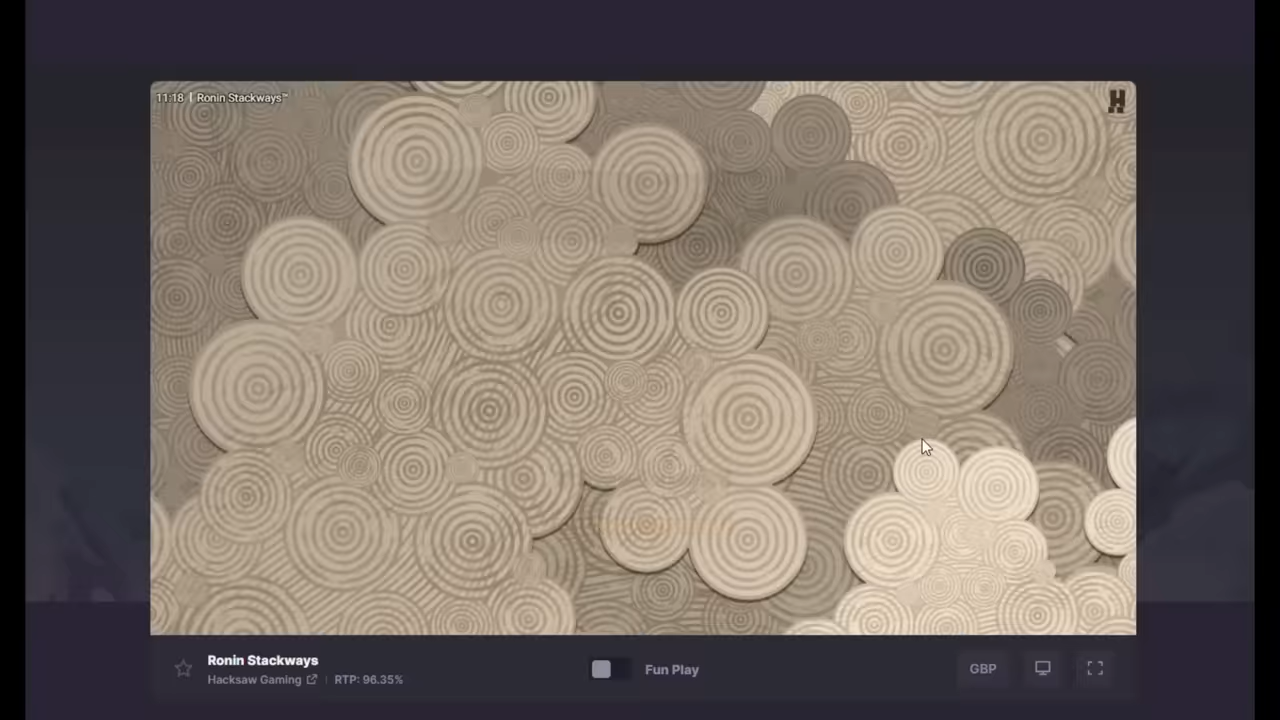 11:18 | Ronin Stackways™
Ronin Stackways
Hacksaw Gaming | RTP: 96.35%
Fun Play
GBP